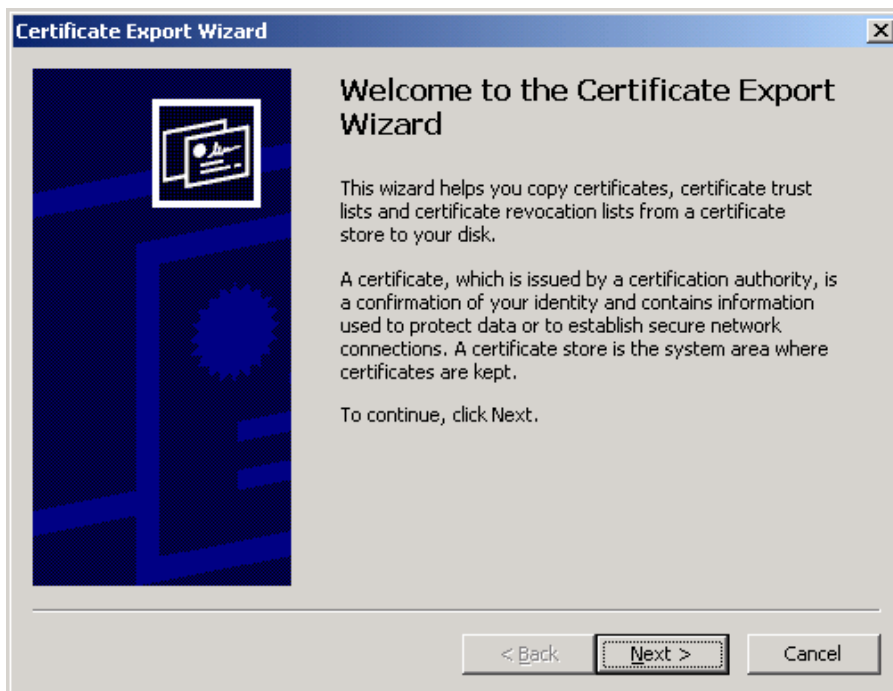 Certificate Export Wizard
Welcome to the Certificate Export
Wizard
This wizard helps you copy certificates, certificate trust
lists and certificate revocation lists from a certificate
store to your disk.
A certificate, which is issued by a certification authority, is
a confirmation of your identity and contains information
used to protect data or to establish secure network
connections. A certificate store is the system area where
certificates are kept.
To continue, click Next.
< Back
Next >
Cancel